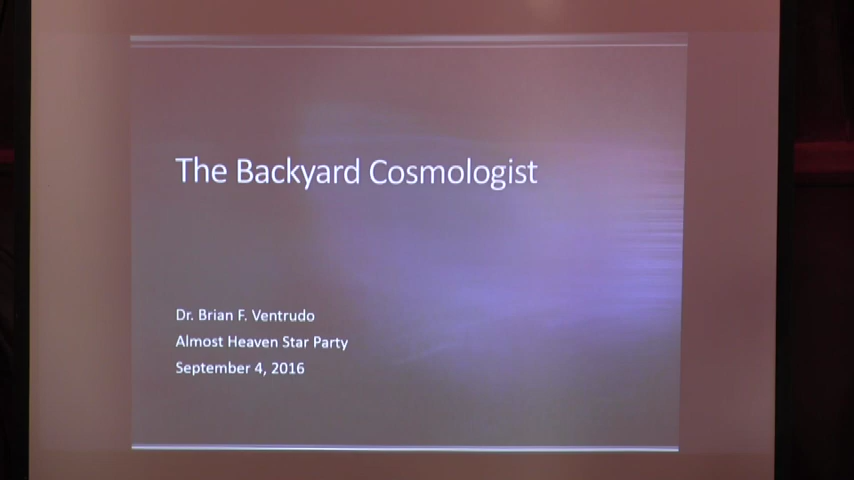 The Backyard Cosmologist
Dr. Brian F. Ventrudo
Almost Heaven Star Party
September 4, 2016